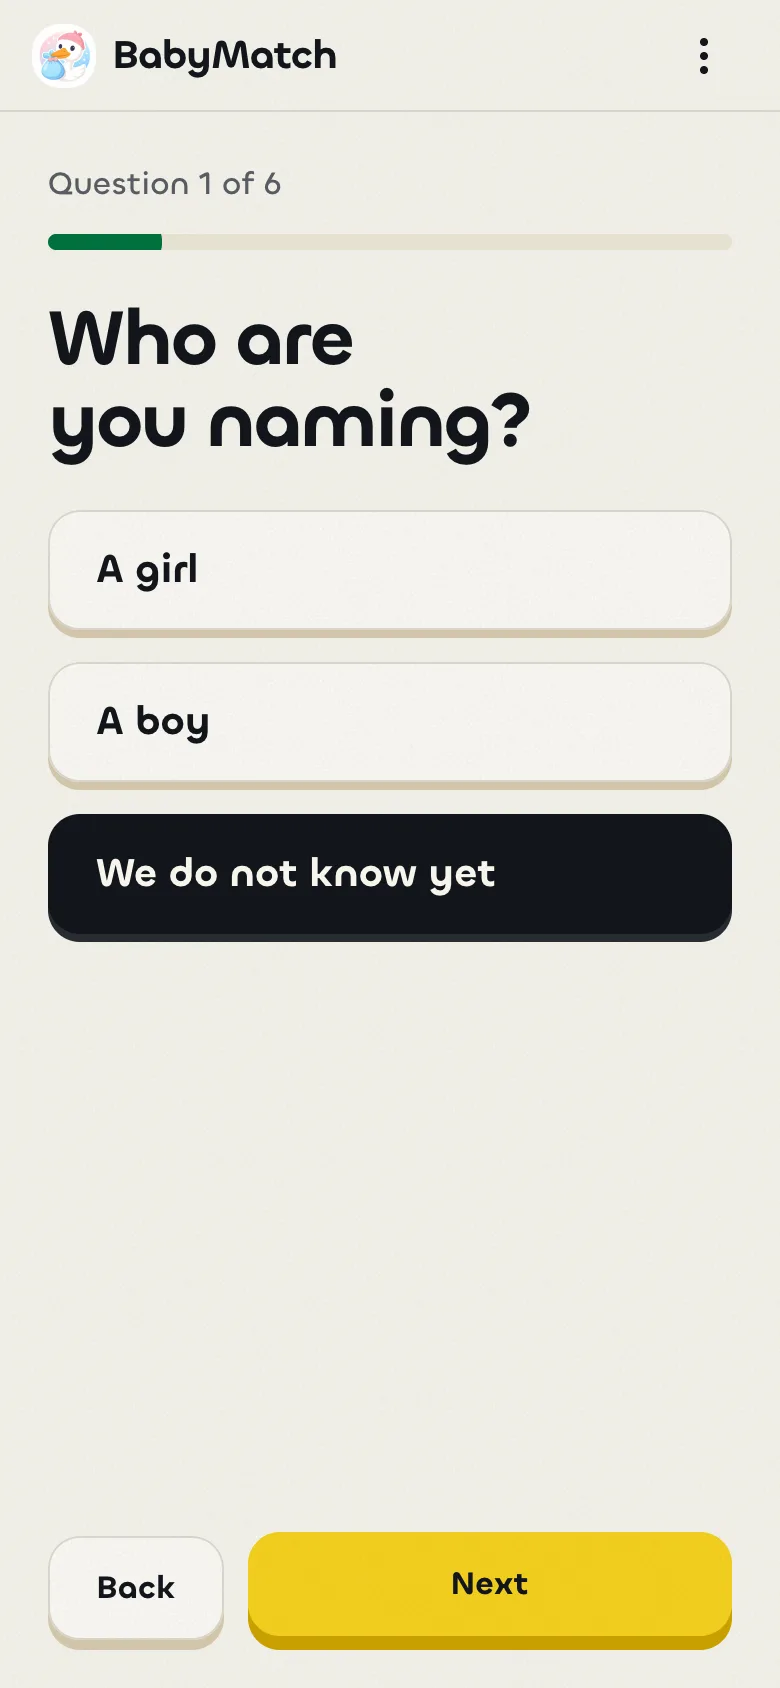 BabyMatch
Question 1 of 6
Who are
you naming?
A girl
A boy
We do not know yet
Back
Next